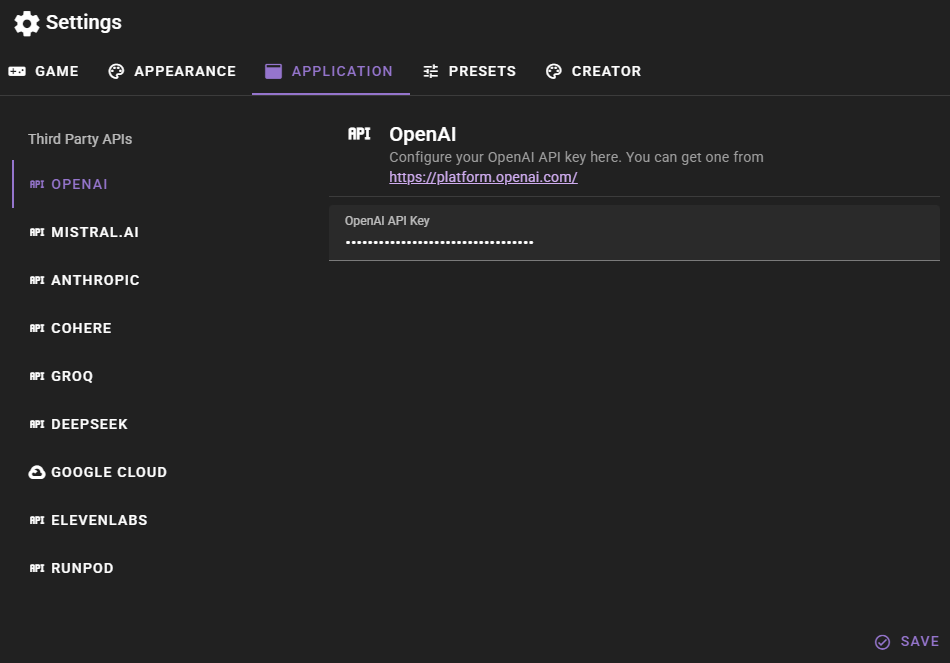 Settings
GAME APPEARANCE APPLICATION PRESETS CREATOR
Third Party APIs
API OPENAI
API MISTRAL.AI
API ANTHROPIC
API COHERE
API GROQ
API DEEPSEEK
GOOGLE CLOUD
API ELEVENLABS
API RUNPOD
API OpenAI
Configure your OpenAI API key here. You can get one from
https://platform.openai.com/
OpenAI API Key
••••••••••••••••••••••••••••••••••
SAVE